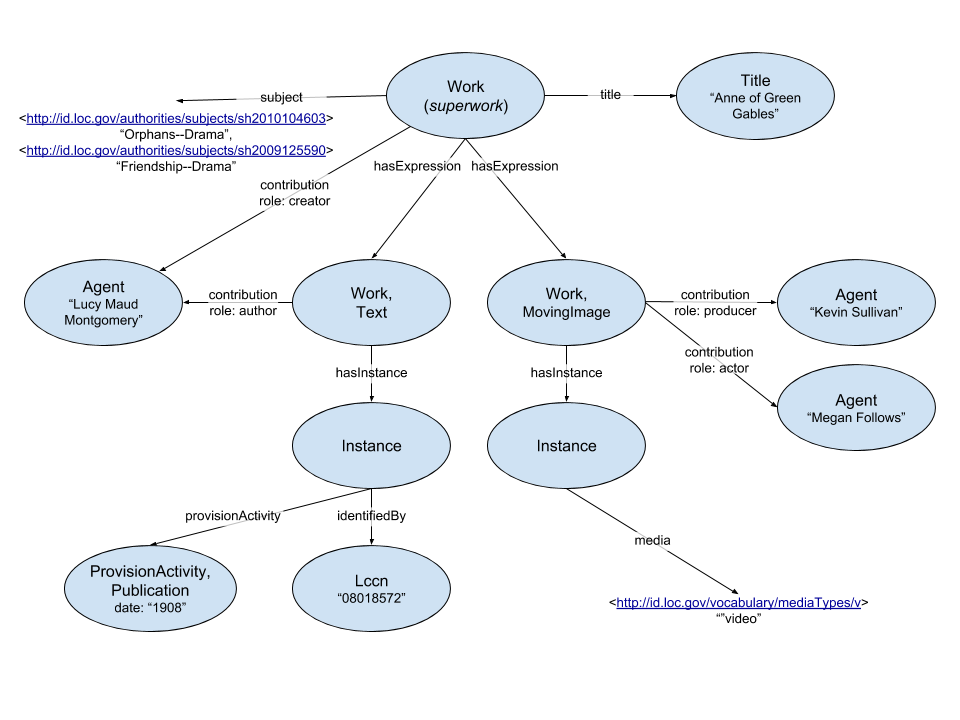 Work
(superwork)
Title
“Anne of Green
Gables”
subject
title
<http://id.loc.gov/authorities/subjects/sh2010104603>
“Orphans--Drama”,
<http://id.loc.gov/authorities/subjects/sh2009125590>
“Friendship--Drama”
hasExpression
hasExpression
contribution
role: creator
Agent
“Lucy Maud
Montgomery”
contribution
role: author
Work,
Text
Work,
MovingImage
contribution
role: producer
Agent
“Kevin Sullivan”
contribution
role: actor
Agent
“Megan Follows”
hasInstance
hasInstance
Instance
Instance
provisionActivity
identifiedBy
media
ProvisionActivity,
Publication
date: “1908”
Lccn
“08018572”
<http://id.loc.gov/vocabulary/mediaTypes/v>
“”video”